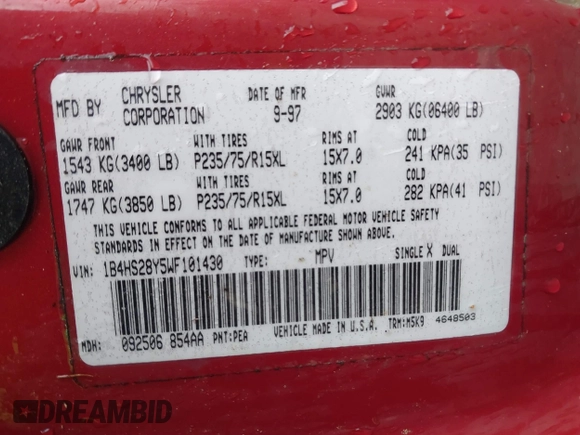 MFD BY CHRYSLER CORPORATION DATE OF MFR 9-97 GVWR 2903 KG(06400 LB)
GAWR FRONT WITH TIRES RIMS AT COLD
1543 KG(3400 LB) P235/75/R15XL 15X7.0 241 KPA(35 PSI)
GAWR REAR WITH TIRES RIMS AT COLD
1747 KG(3850 LB) P235/75/R15XL 15X7.0 282 KPA(41 PSI)
THIS VEHICLE CONFORMS TO ALL APPLICABLE FEDERAL MOTOR VEHICLE SAFETY
STANDARDS IN EFFECT ON THE DATE OF MANUFACTURE SHOWN ABOVE.
VIN: 1B4HS28Y5WF101430 TYPE: MPV SINGLE X DUAL
MDH: 092506 854AA PNT:PEA VEHICLE MADE IN U.S.A. TRM:M5K9 4648503
DREAMBID